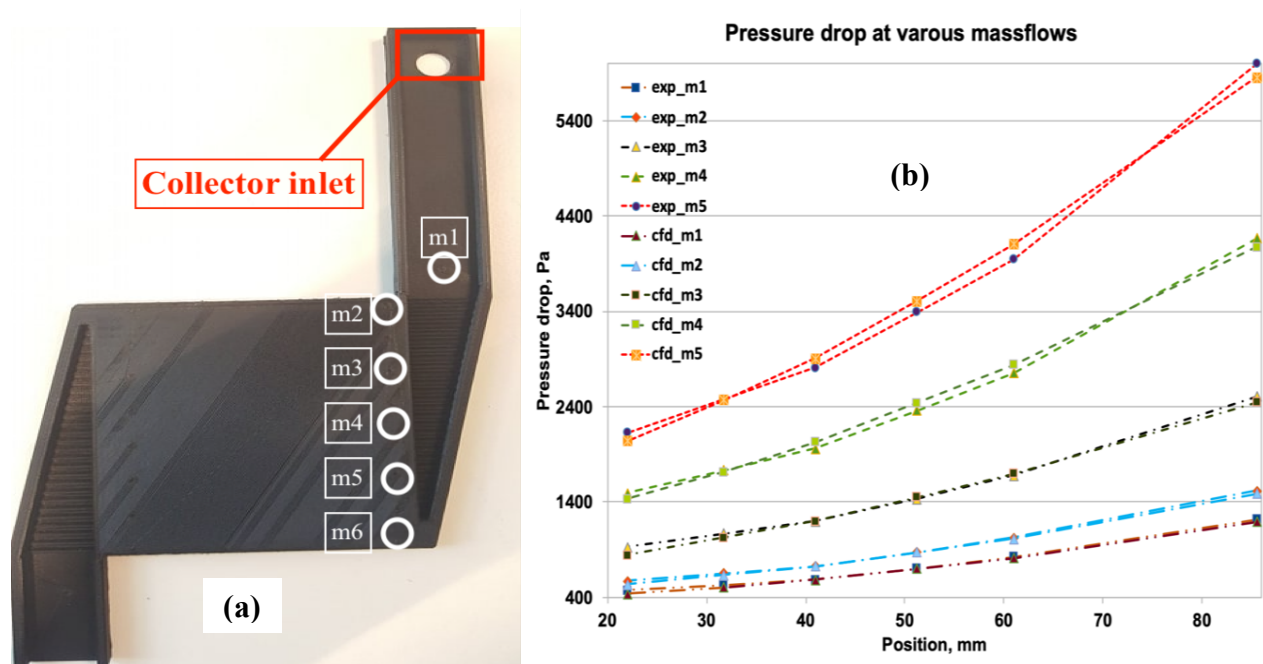 Collector inlet
m1
m2
m3
m4
m5
m6
(a)
Pressure drop at varous massflows
exp_m1
exp_m2
exp_m3
exp_m4
exp_m5
cfd_m1
cfd_m2
cfd_m3
cfd_m4
cfd_m5
(b)
Pressure drop, Pa
5400
4400
3400
2400
1400
400
20 30 40 50 60 70 80
Position, mm